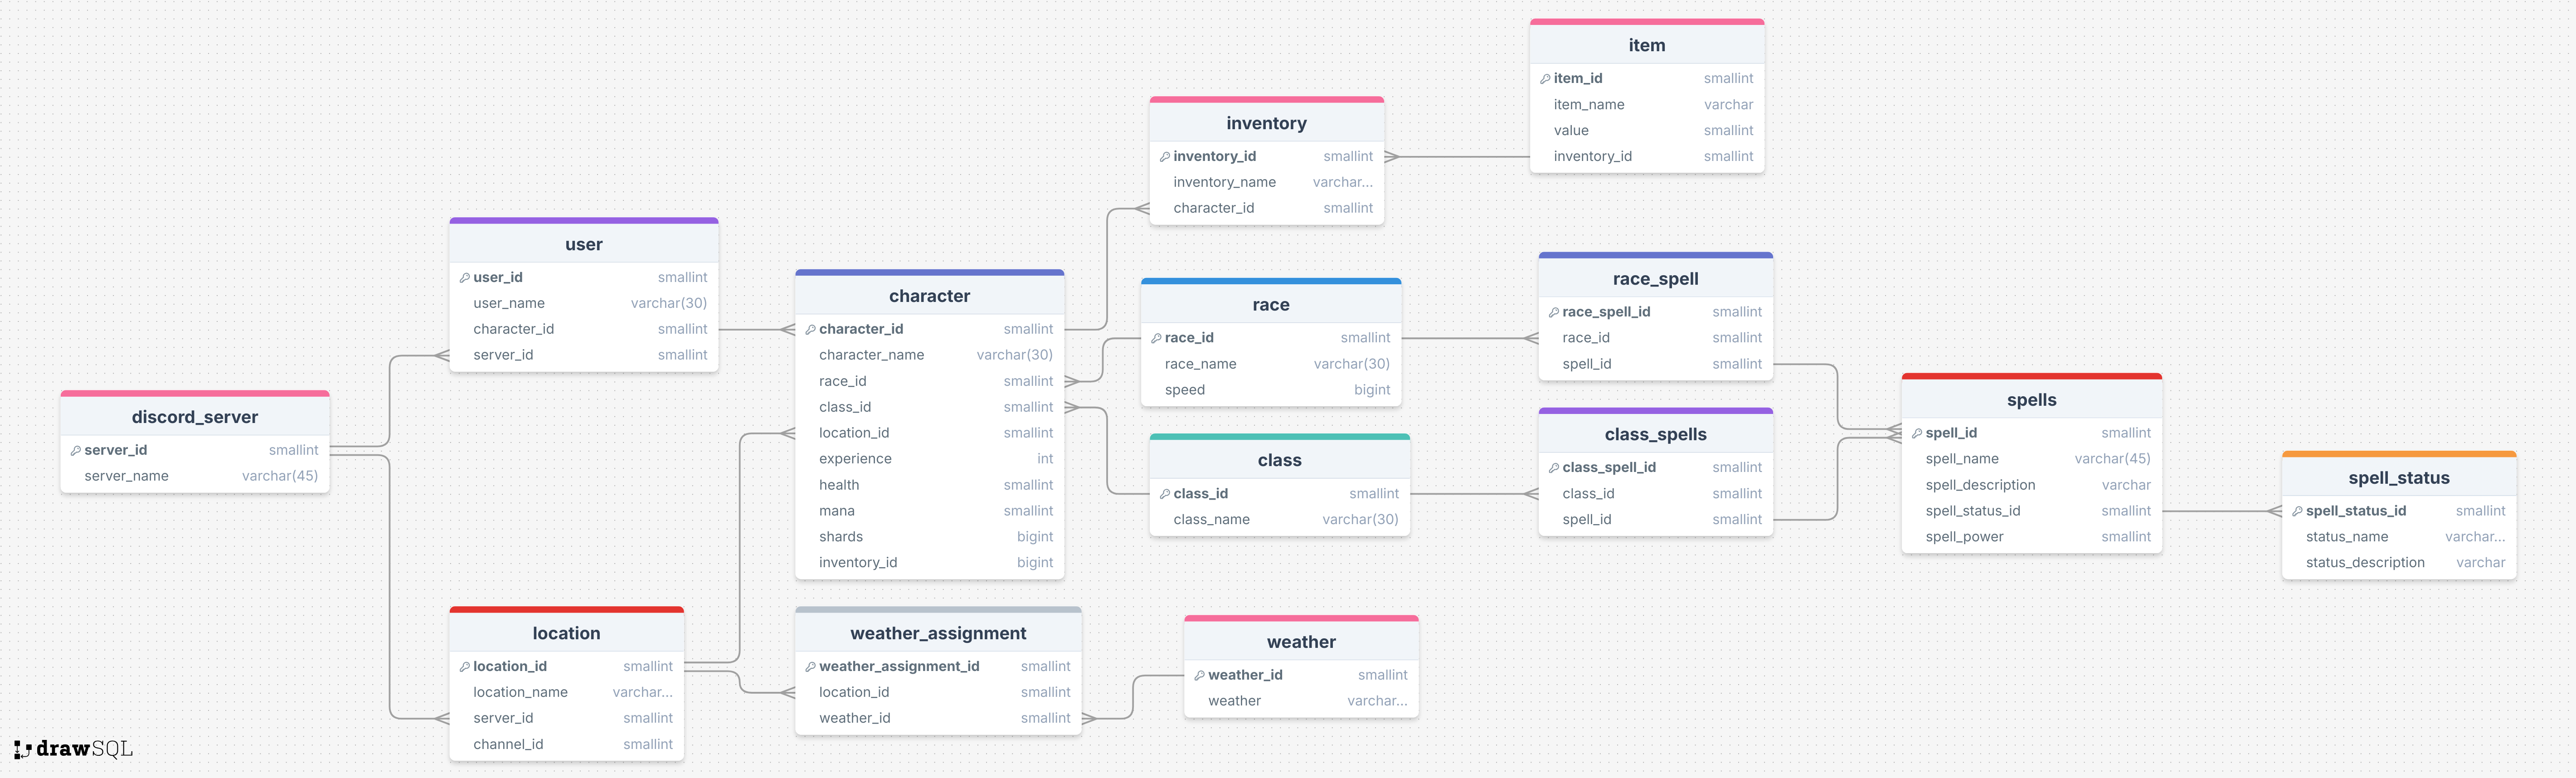 item
item_id smallint
item_name varchar
value smallint
inventory_id smallint
inventory
inventory_id smallint
inventory_name varchar...
character_id smallint
user
user_id smallint
user_name varchar(30)
character_id smallint
server_id smallint
character
character_id smallint
character_name varchar(30)
race_id smallint
class_id smallint
location_id smallint
experience int
health smallint
mana smallint
shards bigint
inventory_id bigint
race
race_id smallint
race_name varchar(30)
speed bigint
race_spell
race_spell_id smallint
race_id smallint
spell_id smallint
discord_server
server_id smallint
server_name varchar(45)
class
class_id smallint
class_name varchar(30)
class_spells
class_spell_id smallint
class_id smallint
spell_id smallint
spells
spell_id smallint
spell_name varchar(45)
spell_description varchar
spell_status_id smallint
spell_power smallint
spell_status
spell_status_id smallint
status_name varchar...
status_description varchar
location
location_id smallint
location_name varchar...
server_id smallint
channel_id smallint
weather_assignment
weather_assignment_id smallint
location_id smallint
weather_id smallint
weather
weather_id smallint
weather varchar...
drawSQL